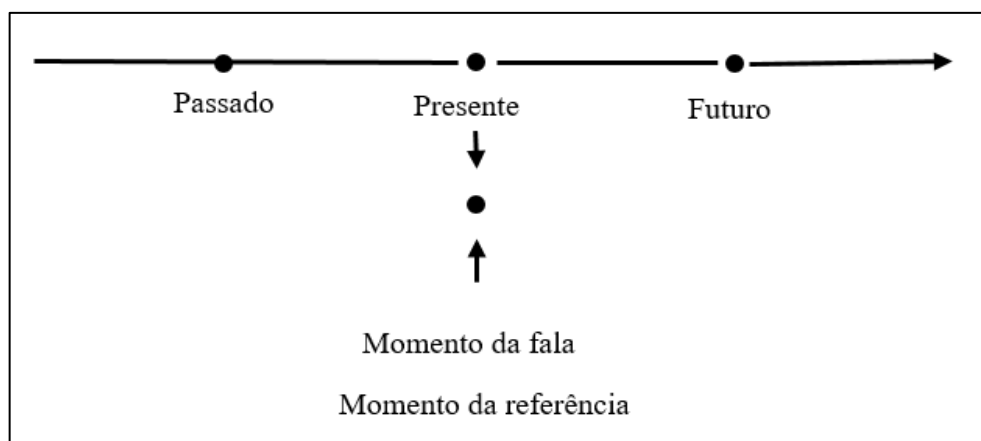 Passado Presente Futuro
Momento da fala
Momento da referência